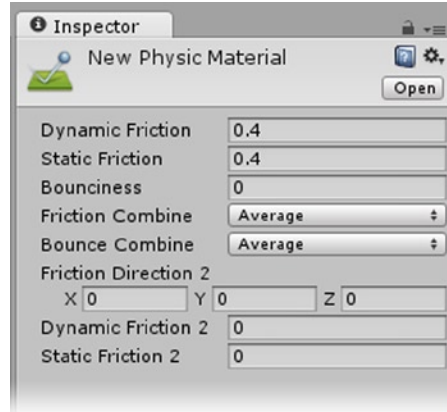 Inspector
New Physic Material
Open
Dynamic Friction 0.4
Static Friction 0.4
Bounciness 0
Friction Combine Average
Bounce Combine Average
Friction Direction 2
X 0 Y 0 Z 0
Dynamic Friction 2 0
Static Friction 2 0